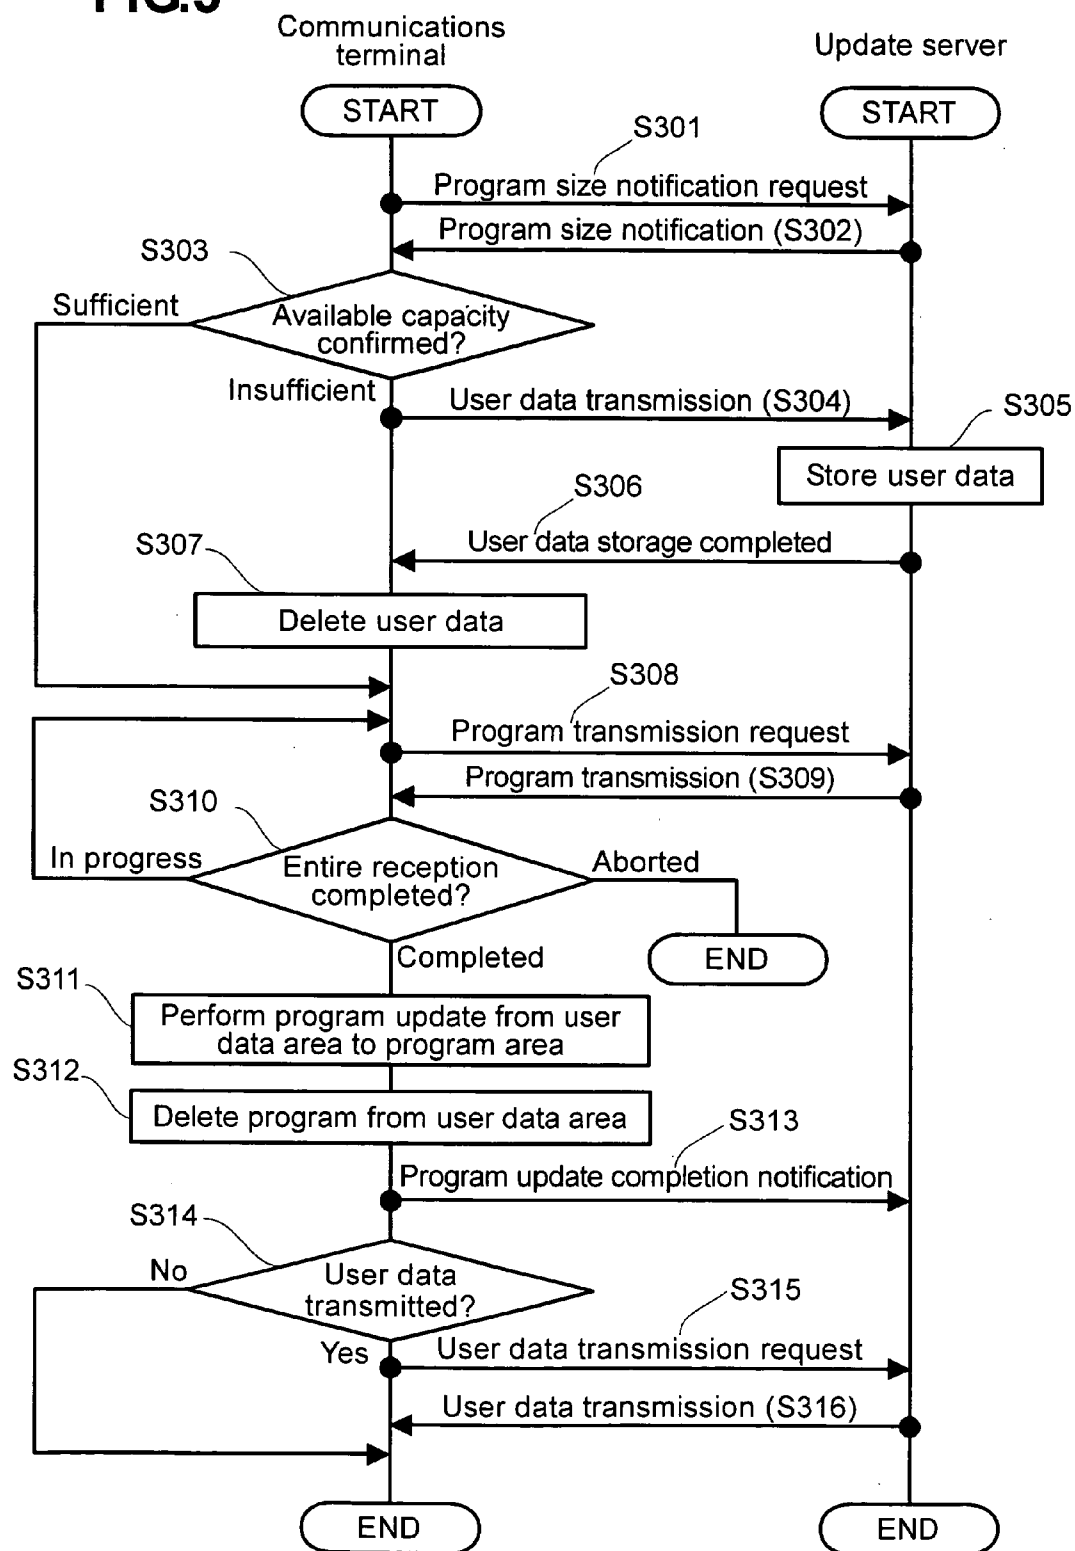 Communications
terminal
Update server
START
START
S301
Program size notification request
Program size notification (S302)
S303
Sufficient
Available capacity
confirmed?
Insufficient
User data transmission (S304)
S305
Store user data
S306
User data storage completed
S307
Delete user data
S308
Program transmission request
Program transmission (S309)
S310
In progress
Entire reception
completed?
Aborted
END
Completed
S311
Perform program update from user
data area to program area
S312
Delete program from user data area
S313
Program update completion notification
S314
No
User data
transmitted?
S315
Yes
User data transmission request
User data transmission (S316)
END
END